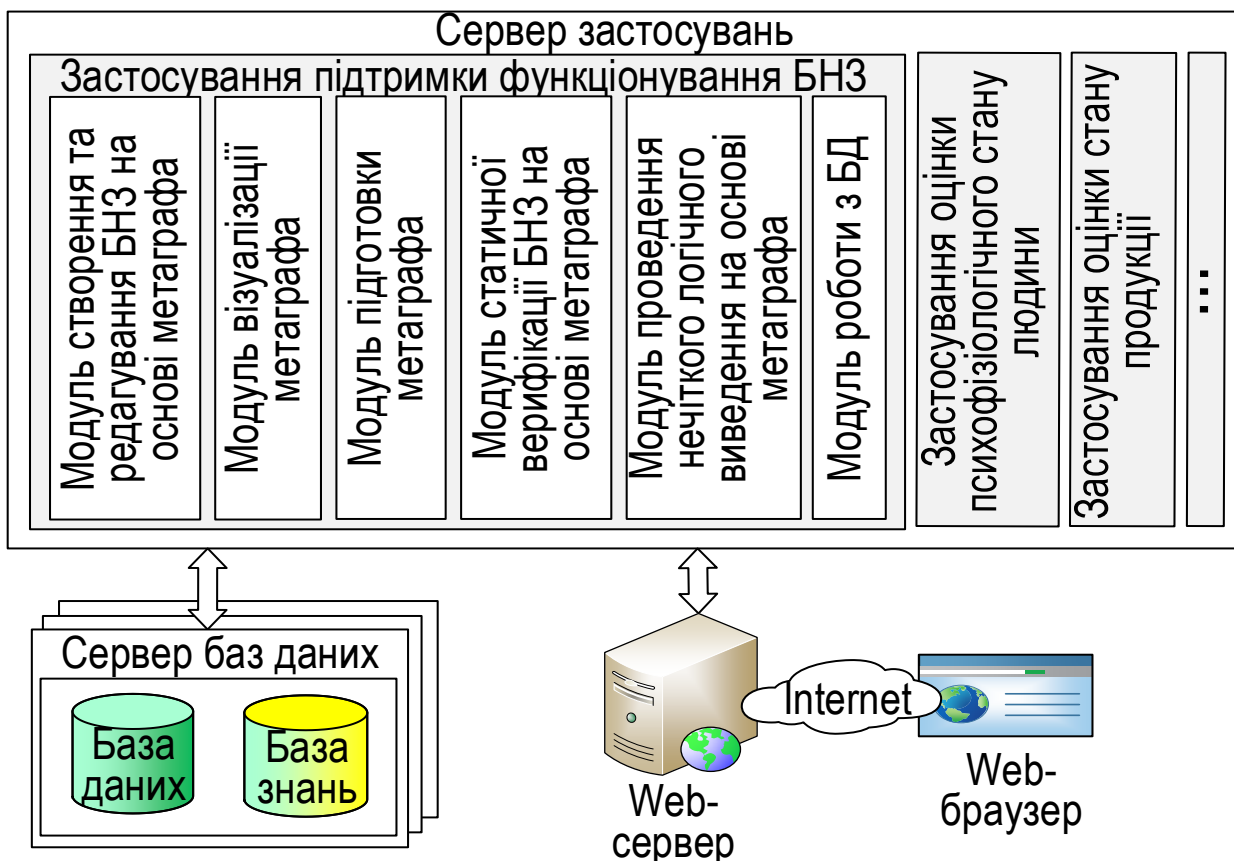 Сервер застосувань
Застосування підтримки функціонування БНЗ
Модуль створення та
редагування БНЗ на
основі метаграфа
Модуль візуалізації
метаграфа
Модуль підготовки
метаграфа
Модуль статичної
верифікації БНЗ на
основі метаграфа
Модуль проведення
нечіткого логічного
виведення на основі
метаграфа
Модуль роботи з БД
Застосування оцінки
психофізіологічного стану
людини
Застосування оцінки стану
продукції
...
Сервер баз даних
База
даних
База
знань
Web-
сервер
Internet
Web-
браузер